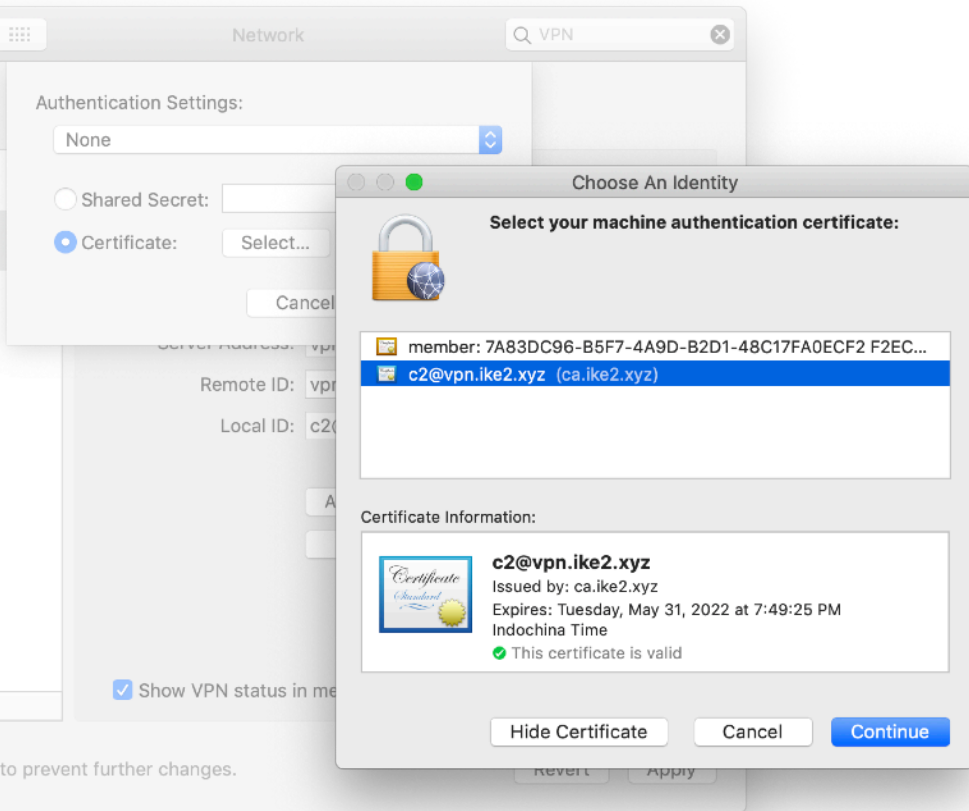 Network
VPN
Authentication Settings:
None
Shared Secret:
Certificate:
Select...
Cancel
Server Address:
vp
Remote ID:
vpn
Local ID:
c2
A
Show VPN status in me
to prevent further changes.
Revert
Apply
Choose An Identity
Select your machine authentication certificate:
member: 7A83DC96-B5F7-4A9D-B2D1-48C17FA0ECF2 F2EC...
c2@vpn.ike2.xyz (ca.ike2.xyz)
Certificate Information:
Certificate
Standard
c2@vpn.ike2.xyz
Issued by: ca.ike2.xyz
Expires: Tuesday, May 31, 2022 at 7:49:25 PM
Indochina Time
This certificate is valid
Hide Certificate
Cancel
Continue